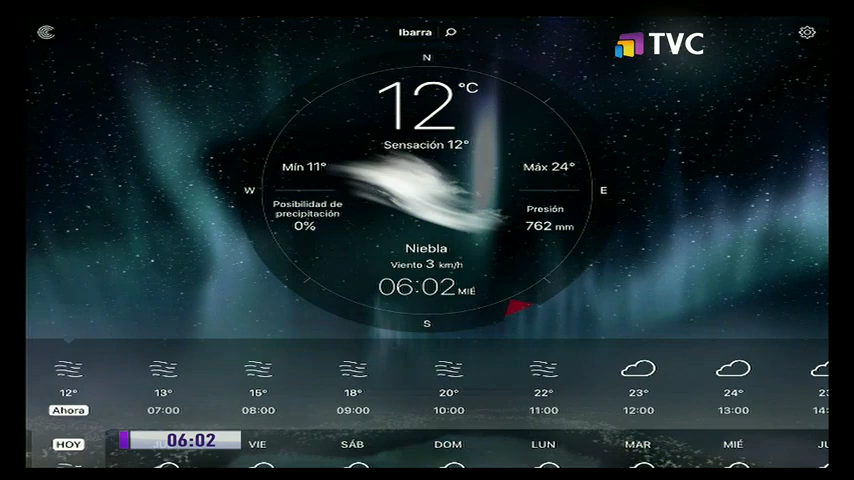 Ibarra
TVC
N
12°C
Sensación 12°
Mín 11°
Máx 24°
W
E
Posibilidad de
precipitación
0%
Presión
762 mm
Niebla
Viento 3 km/h
06:02 MIÉ
S
12° 13° 15° 18° 20° 22° 23° 24°
Ahora 07:00 08:00 09:00 10:00 11:00 12:00 13:00 14:
HOY 06:02 VIE SÁB DOM LUN MAR MIÉ